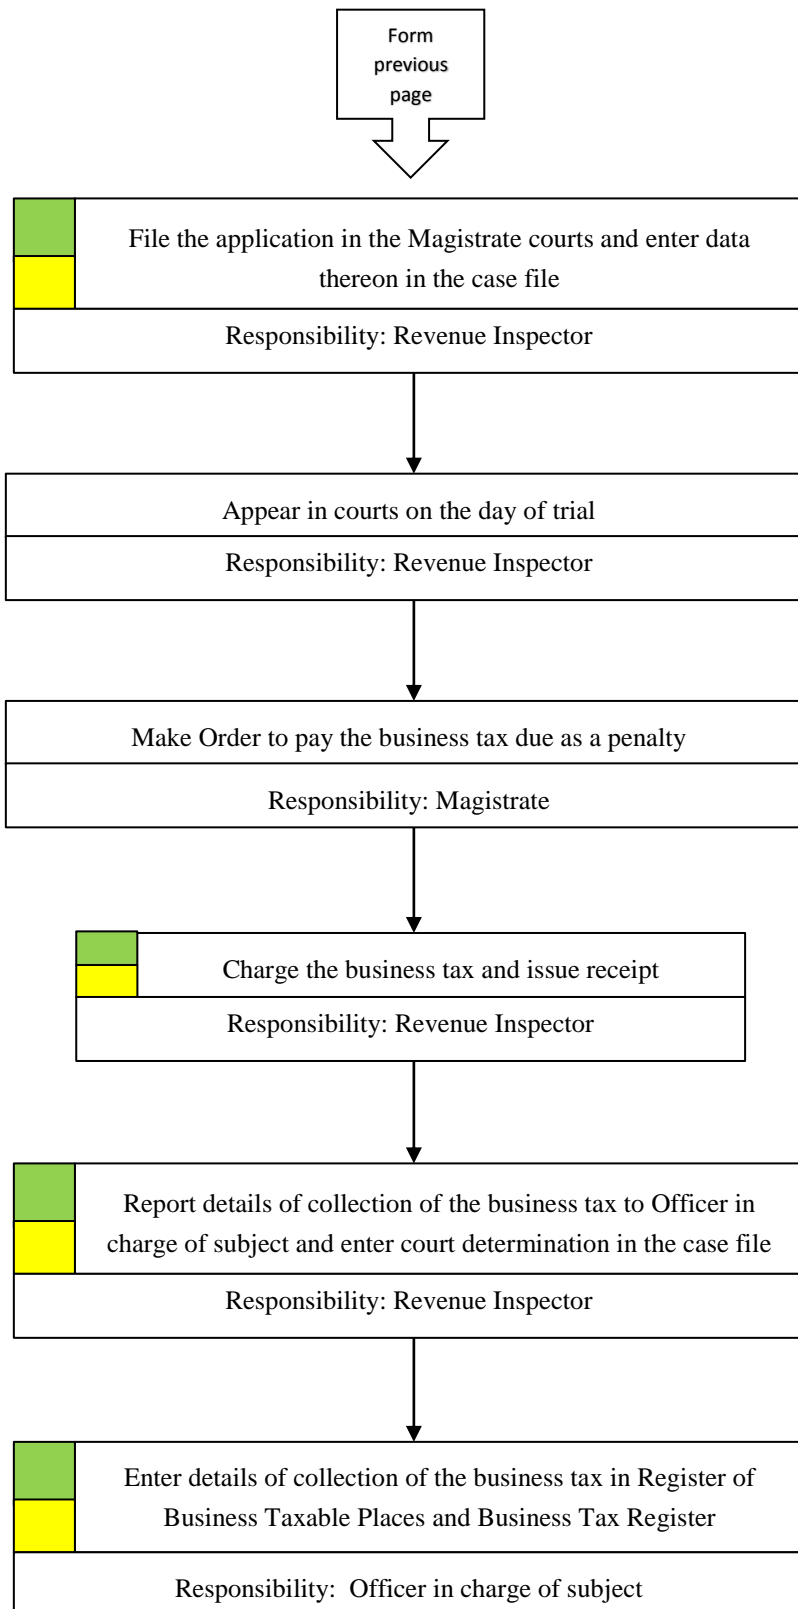 Form
previous
page
File the application in the Magistrate courts and enter data
thereon in the case file
Responsibility: Revenue Inspector
Appear in courts on the day of trial
Responsibility: Revenue Inspector
Make Order to pay the business tax due as a penalty
Responsibility: Magistrate
Charge the business tax and issue receipt
Responsibility: Revenue Inspector
Report details of collection of the business tax to Officer in
charge of subject and enter court determination in the case file
Responsibility: Revenue Inspector
Enter details of collection of the business tax in Register of
Business Taxable Places and Business Tax Register
Responsibility:  Officer in charge of subject